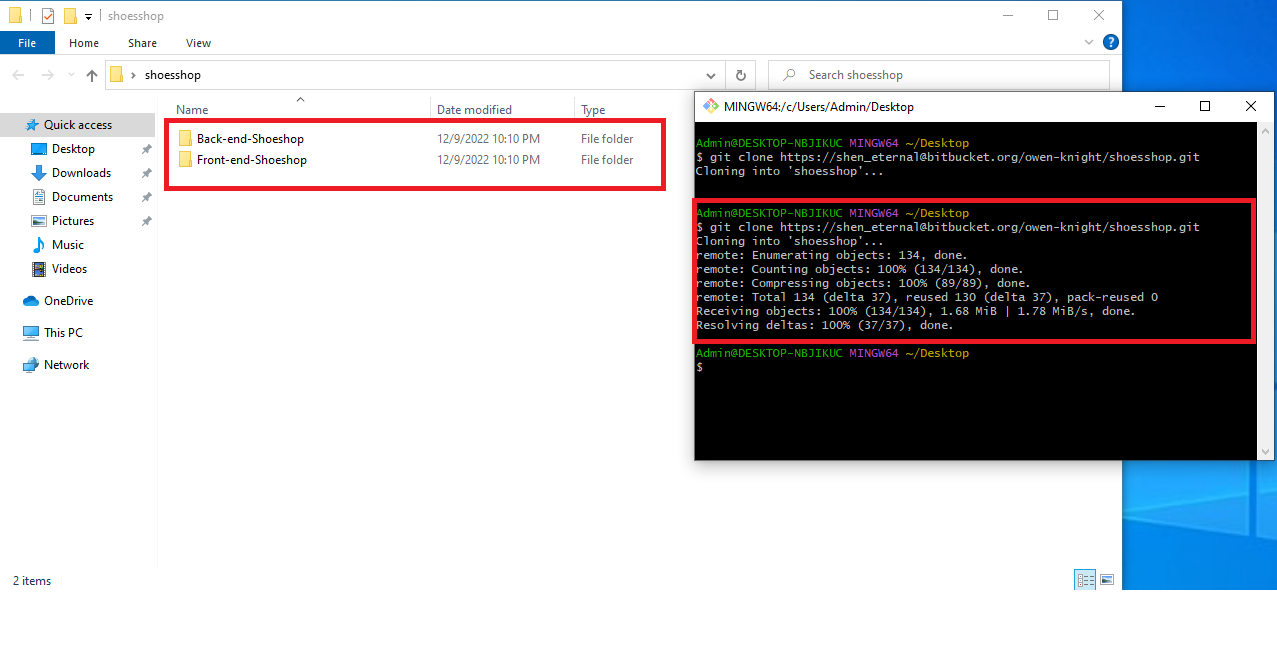 shoesshop
File Home Share View
shoesshop
Search shoesshop
Name Date modified Type
Back-end-Shoeshop 12/9/2022 10:10 PM File folder
Front-end-Shoeshop 12/9/2022 10:10 PM File folder
Quick access
Desktop
Downloads
Documents
Pictures
Music
Videos
OneDrive
This PC
Network
2 items
MINGW64:/c/Users/Admin/Desktop
Admin@DESKTOP-NBJIKUC MINGW64 ~/Desktop
$ git clone https://shen_eternal@bitbucket.org/owen-knight/shoesshop.git
Cloning into 'shoesshop'...
Admin@DESKTOP-NBJIKUC MINGW64 ~/Desktop
$ git clone https://shen_eternal@bitbucket.org/owen-knight/shoesshop.git
Cloning into 'shoesshop'...
remote: Enumerating objects: 134, done.
remote: Counting objects: 100% (134/134), done.
remote: Compressing objects: 100% (89/89), done.
remote: Total 134 (delta 37), reused 130 (delta 37), pack-reused 0
Receiving objects: 100% (134/134), 1.68 MiB | 1.78 MiB/s, done.
Resolving deltas: 100% (37/37), done.
Admin@DESKTOP-NBJIKUC MINGW64 ~/Desktop
$